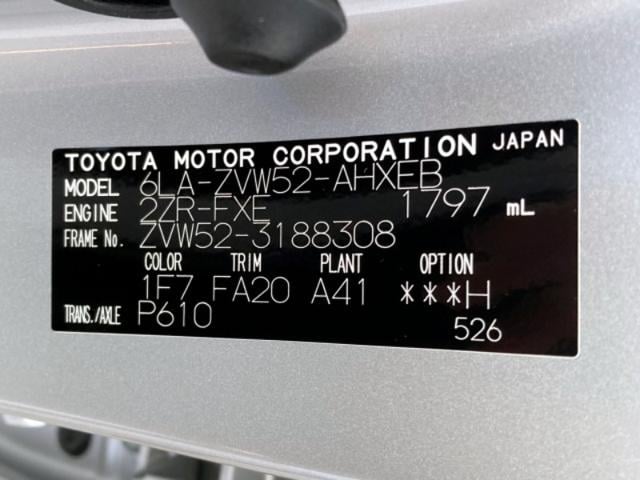 TOYOTA MOTOR CORPORATION JAPAN
MODEL 6LA-ZVW52-AHXEB
ENGINE 2ZR-FXE 1797 mL
FRAME No. ZVW52-3188308
COLOR TRIM PLANT OPTION
1F7 FA20 A41 ***H
TRANS./AXLE P610
526